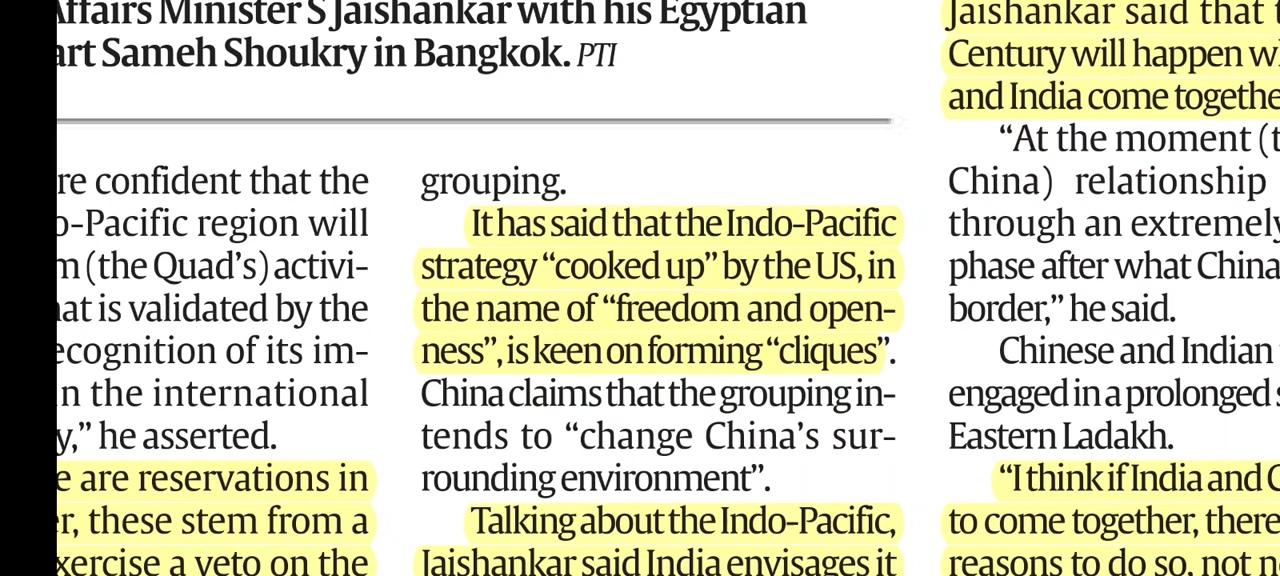 Affairs Minister S Jaishankar with his Egyptian
art Sameh Shoukry in Bangkok. PTI
re confident that the
o-Pacific region will
m (the Quad's) activi-
hat is validated by the
ecognition of its im-
n the international
y,” he asserted.
e are reservations in
er, these stem from a
xercise a veto on the
grouping.
It has said that the Indo-Pacific
strategy “cooked up” by the US, in
the name of “freedom and open-
ness”, is keen on forming “cliques”.
China claims that the grouping in-
tends to “change China’s sur-
rounding environment”.
Talking about the Indo-Pacific,
Jaishankar said India envisages it
Jaishankar said that t
Century will happen wh
and India come togethe
“At the moment (t
China) relationship
through an extremely
phase after what China
border,” he said.
Chinese and Indian t
engaged in a prolonged s
Eastern Ladakh.
“I think if India and C
to come together, there
reasons to do so, not n